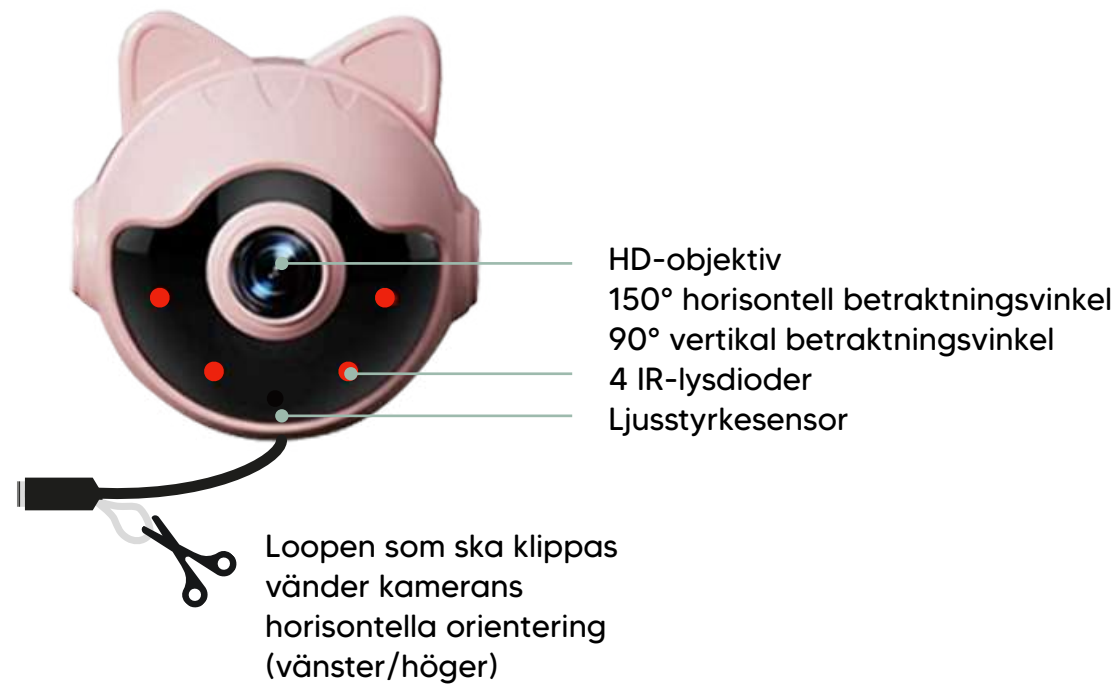 HD-objektiv
150° horisontell betraktningsvinkel
90° vertikal betraktningsvinkel
4 IR-lysdioder
Ljusstyrkesensor
Loopen som ska klippas
vänder kamerans
horisontella orientering
(vänster/höger)